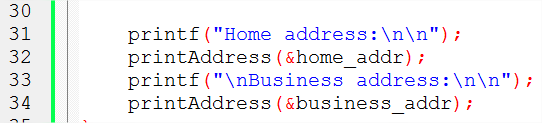 30
31 printf("Home address:\n\n");
32 printAddress(&home_addr);
33 printf("\nBusiness address:\n\n");
34 printAddress(&business_addr);